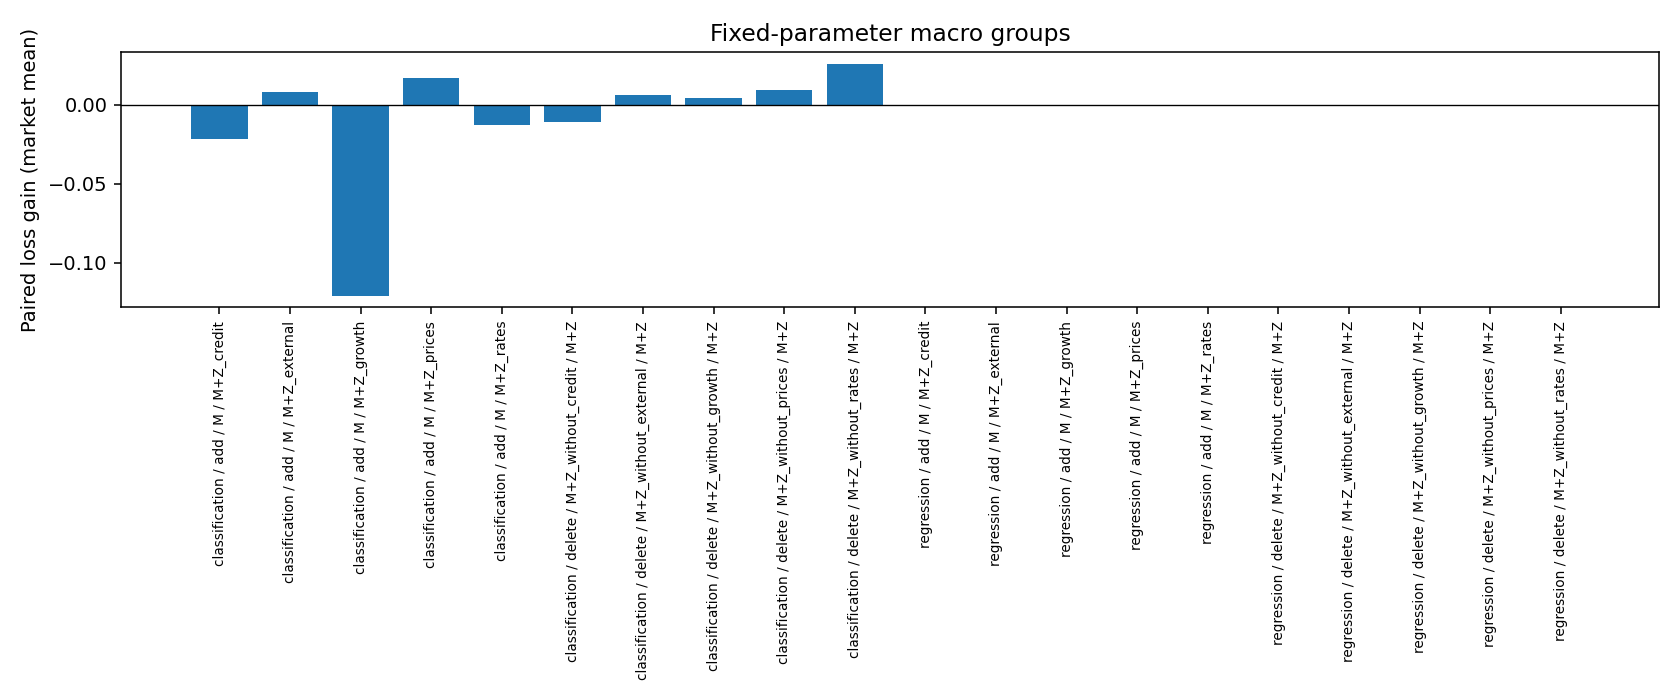 Fixed-parameter macro groups
Paired loss gain (market mean)
0.00
−0.05
−0.10
classification / add / M / M+Z_credit
classification / add / M / M+Z_external
classification / add / M / M+Z_growth
classification / add / M / M+Z_prices
classification / add / M / M+Z_rates
classification / delete / M+Z_without_credit / M+Z
classification / delete / M+Z_without_external / M+Z
classification / delete / M+Z_without_growth / M+Z
classification / delete / M+Z_without_prices / M+Z
classification / delete / M+Z_without_rates / M+Z
regression / add / M / M+Z_credit
regression / add / M / M+Z_external
regression / add / M / M+Z_growth
regression / add / M / M+Z_prices
regression / add / M / M+Z_rates
regression / delete / M+Z_without_credit / M+Z
regression / delete / M+Z_without_external / M+Z
regression / delete / M+Z_without_growth / M+Z
regression / delete / M+Z_without_prices / M+Z
regression / delete / M+Z_without_rates / M+Z